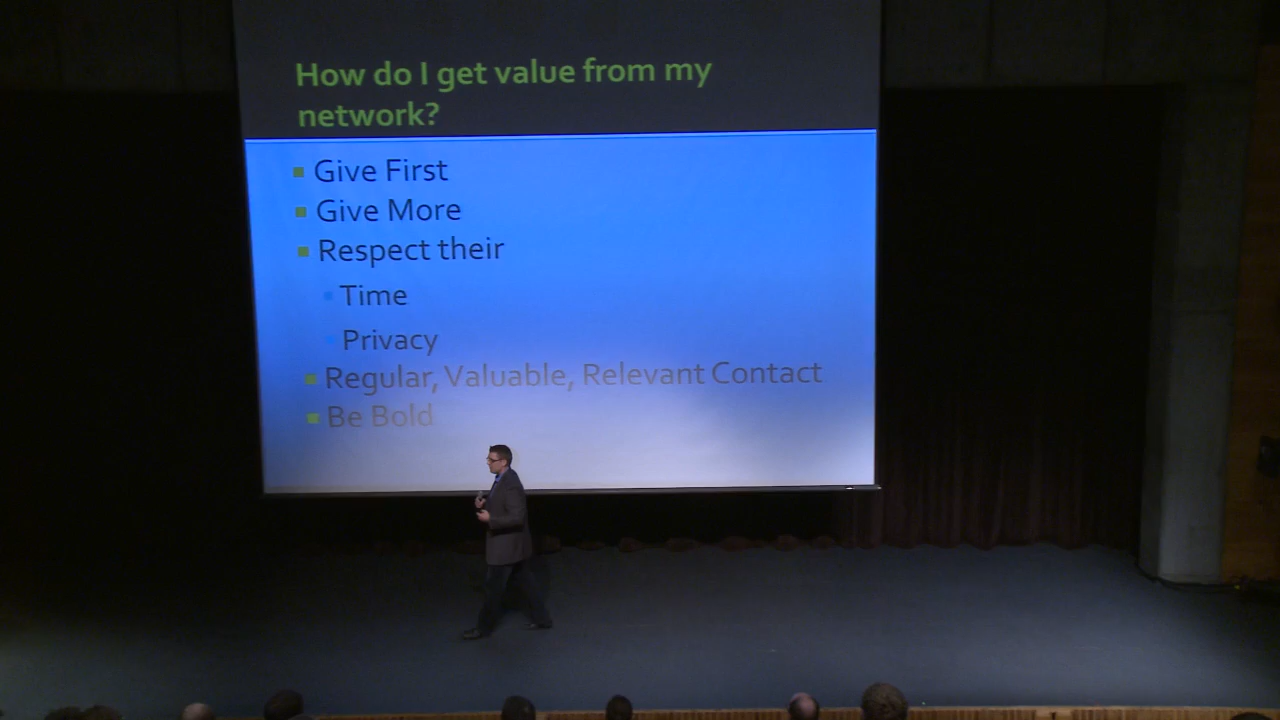 How do I get value from my
network?
Give First
Give More
Respect their
Time
Privacy
Regular, Valuable, Relevant Contact
Be Bold